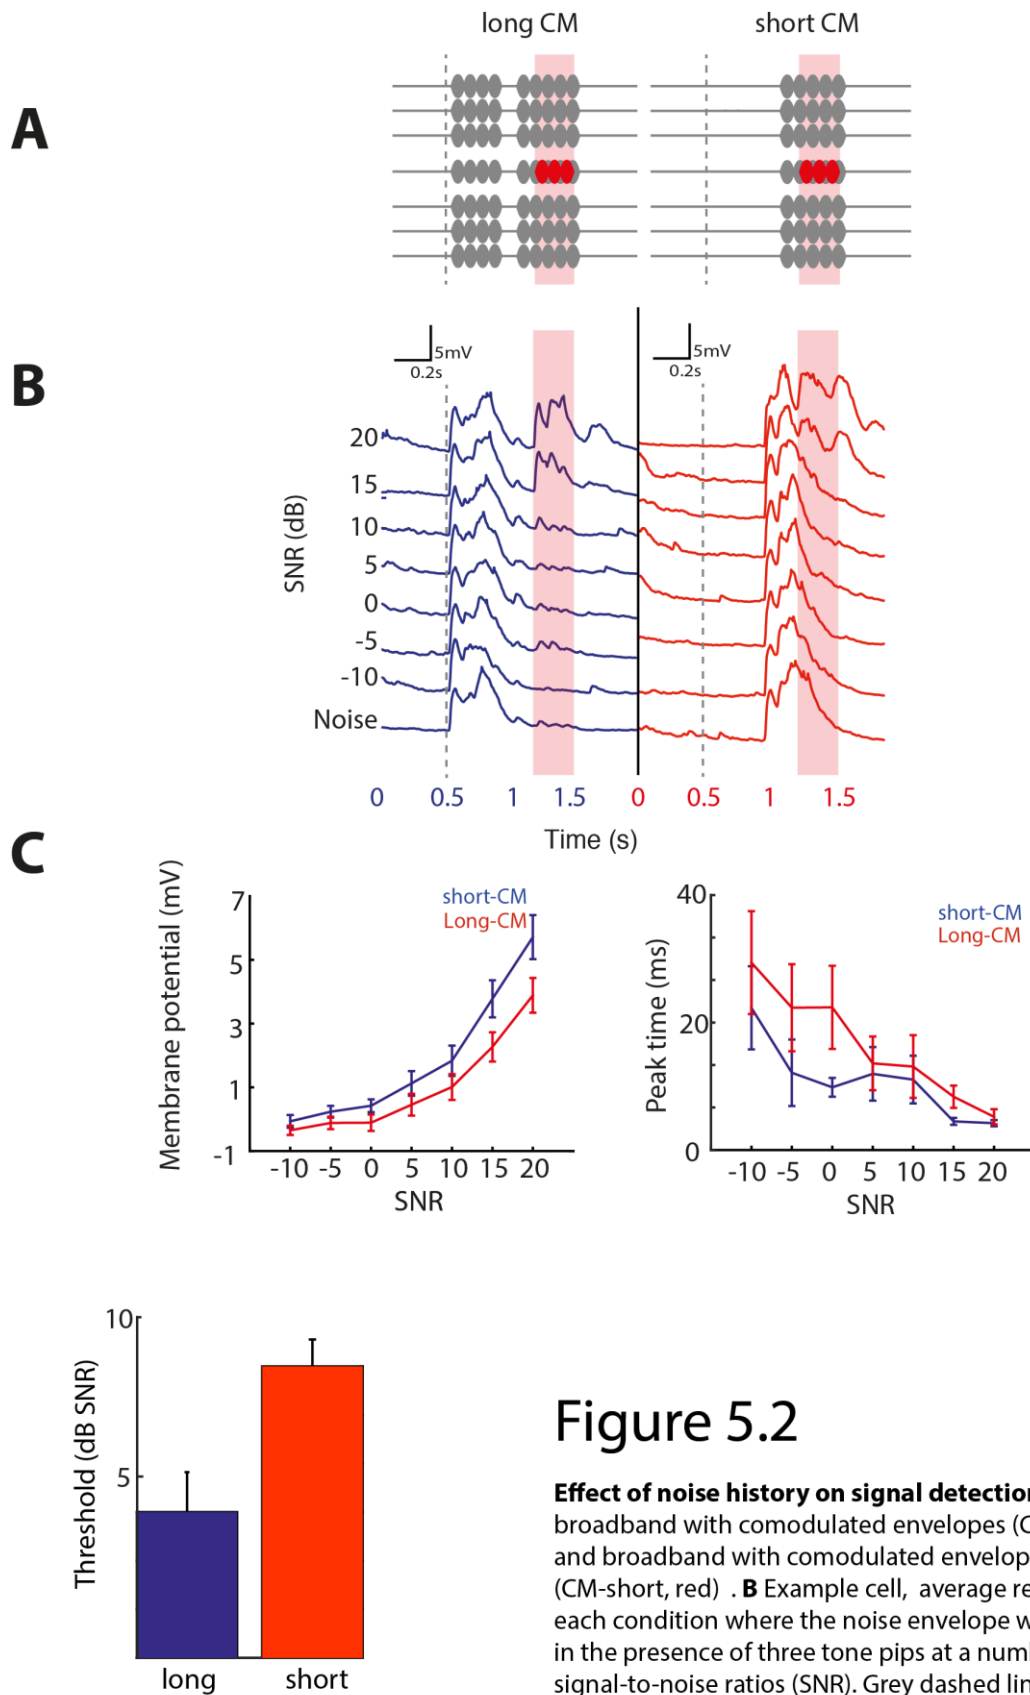 long CM
short CM
A
B
5mV
0.2s
5mV
0.2s
20
15
10
5
0
-5
-10
Noise
SNR (dB)
0 0.5 1 1.5 0 0.5 1 1.5
Time (s)
C
Membrane potential (mV)
7
5
3
1
-1
short-CM
Long-CM
-10 -5 0 5 10 15 20
SNR
Peak time (ms)
40
20
0
short-CM
Long-CM
-10 -5 0 5 10 15 20
SNR
Threshold (dB SNR)
10
5
long short
Figure 5.2
Effect of noise history on signal detection
broadband with comodulated envelopes (C
and broadband with comodulated envelop
(CM-short, red) . B Example cell, average re
each condition where the noise envelope w
in the presence of three tone pips at a num
signal-to-noise ratios (SNR). Grey dashed lin